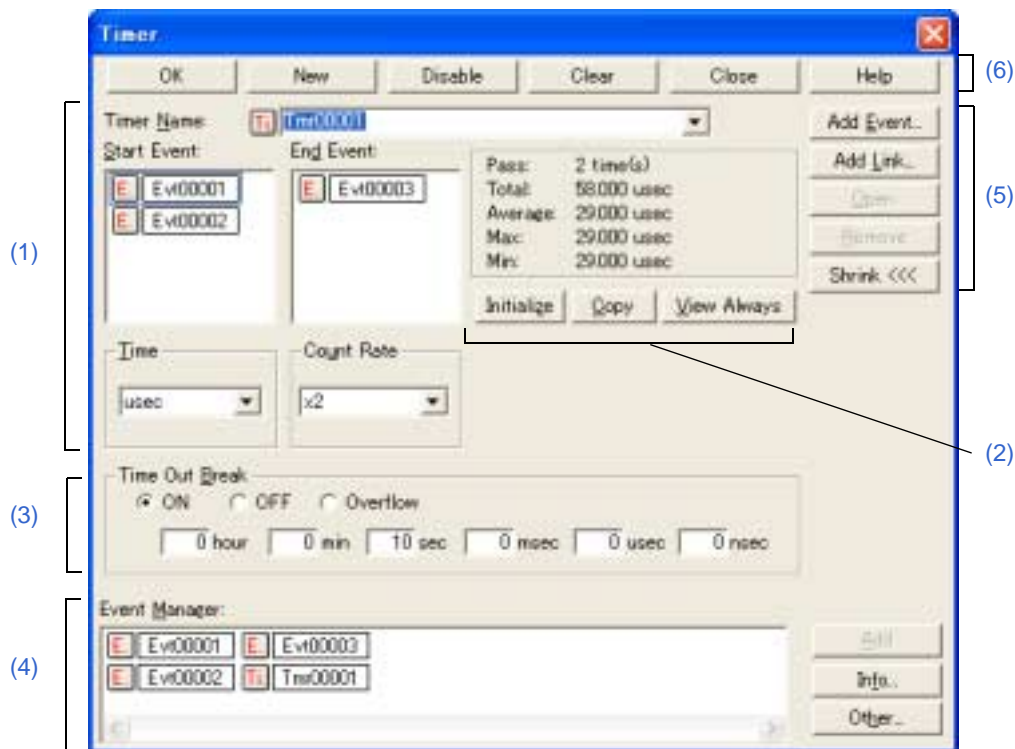 Timer
OK New Disable Clear Close Help
(6)
Timer Name: Ti Tmr00001
Add Event...
Start Event: End Event:
E. Evt00001 E. Evt00003
E. Evt00002
Pass: 2 time(s)
Total: 58.000 usec
Average: 29.000 usec
Max: 29.000 usec
Min: 29.000 usec
Add Link...
Open
Remove
Shrink <<<
(5)
(1)
Initialize Copy View Always
Time Count Rate
usec x2
(2)
Time Out Break
ON OFF Overflow
0 hour 0 min 10 sec 0 msec 0 usec 0 nsec
(3)
Event Manager:
E. Evt00001 E. Evt00003
E. Evt00002 Ti Tmr00001
Add
Info...
Other...
(4)